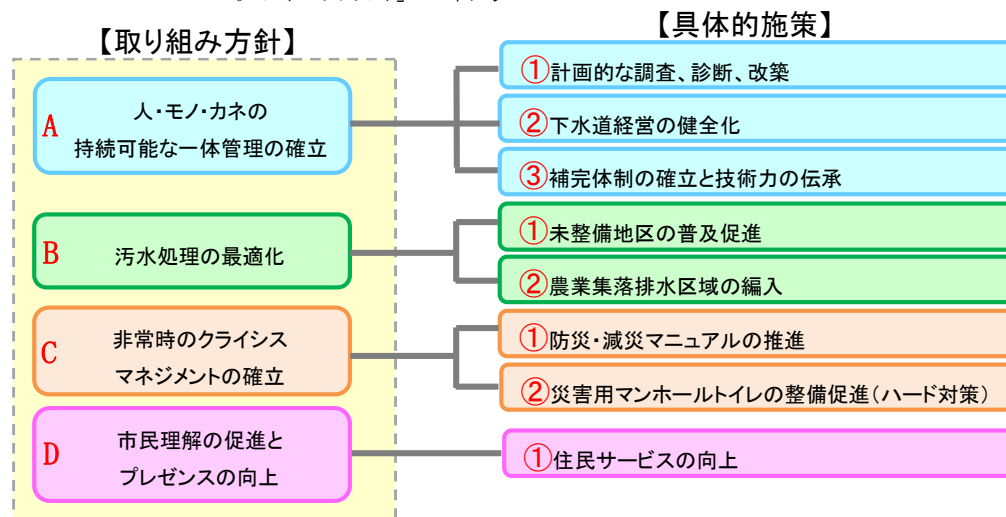 【取り組み方針】
【具体的施策】
A
人・モノ・カネの
持続可能な一体管理の確立
①計画的な調査、診断、改築
②下水道経営の健全化
③補完体制の確立と技術力の伝承
B
汚水処理の最適化
①未整備地区の普及促進
②農業集落排水区域の編入
C
非常時のクライシス
マネジメントの確立
①防災・減災マニュアルの推進
②災害用マンホールトイレの整備促進(ハード対策)
D
市民理解の促進と
プレゼンスの向上
①住民サービスの向上